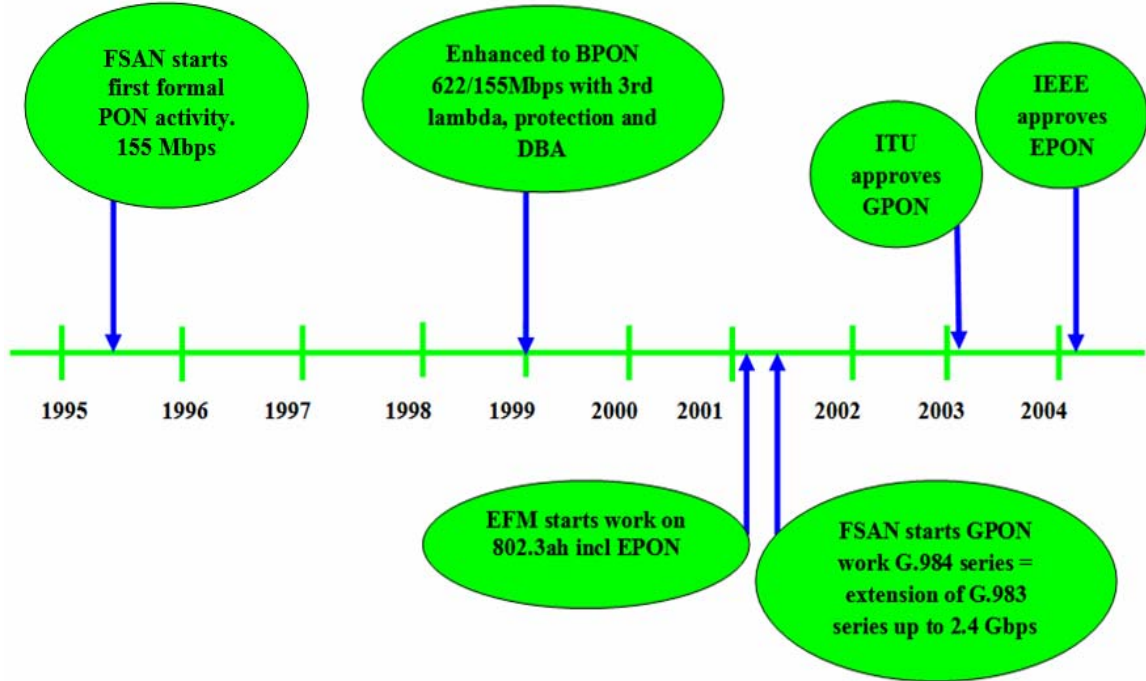 FSAN starts
first formal
PON activity.
155 Mbps
Enhanced to BPON
622/155Mbps with 3rd
lambda, protection and
DBA
ITU
approves
GPON
IEEE
approves
EPON
1995
1996
1997
1998
1999
2000
2001
2002
2003
2004
EFM starts work on
802.3ah incl EPON
FSAN starts GPON
work G.984 series =
extension of G.983
series up to 2.4 Gbps